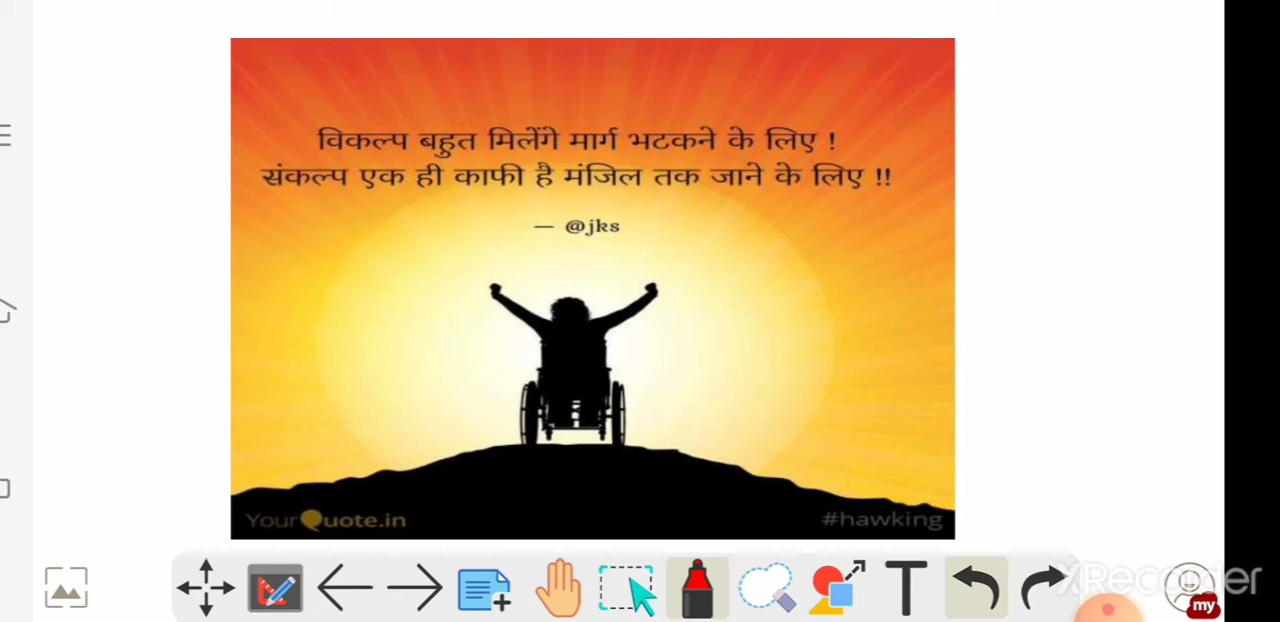 विकल्प बहुत मिलेंगे मार्ग भटकने के लिए !
संकल्प एक ही काफी है मंजिल तक जाने के लिए !!
— @jks
YourQuote.in
#hawking
T
XRecorder
my